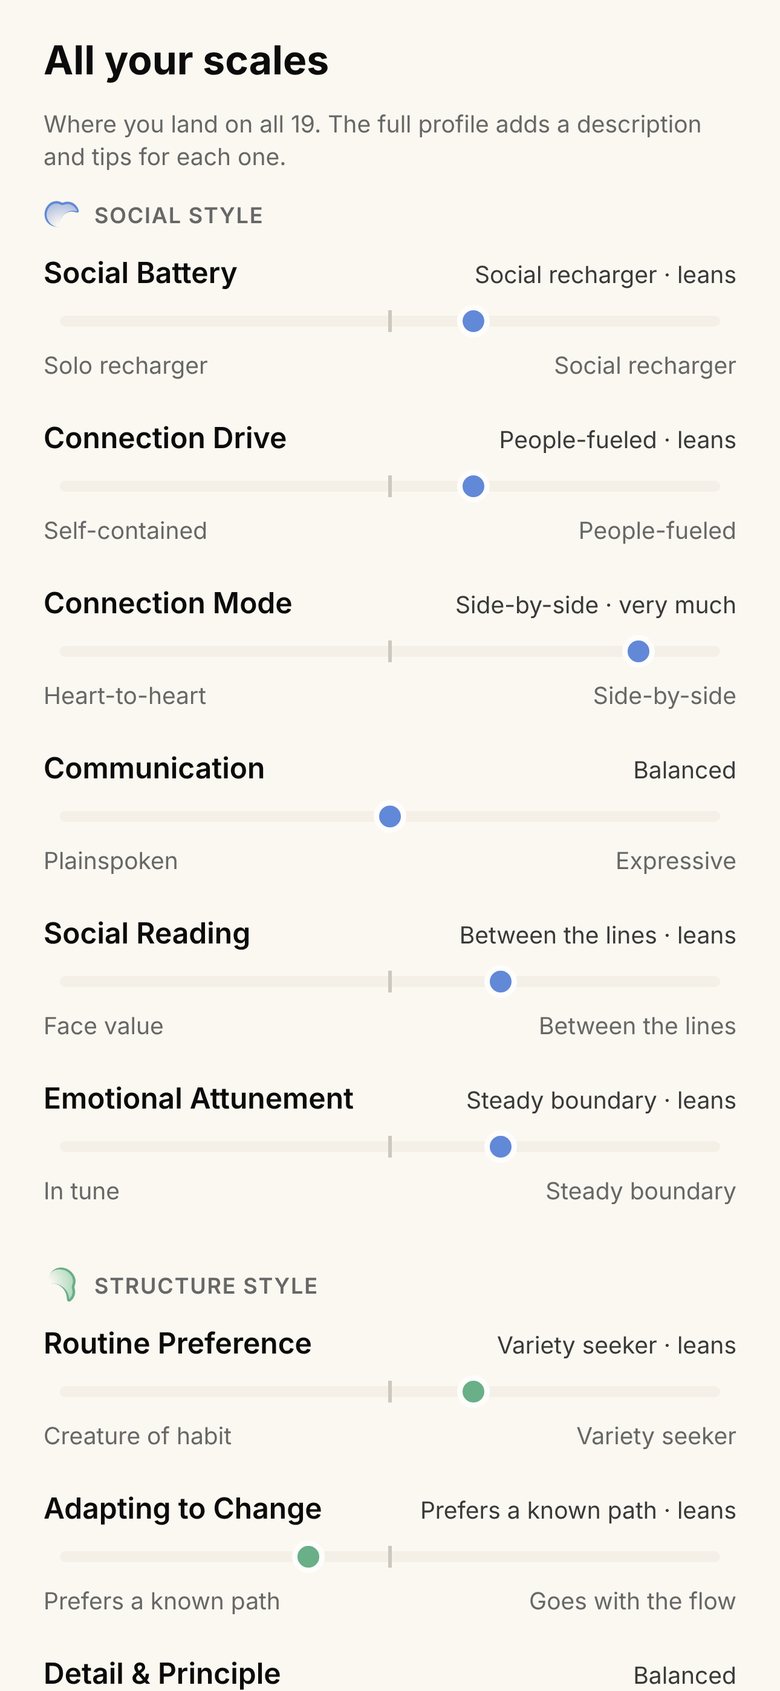 All your scales
Where you land on all 19. The full profile adds a description
and tips for each one.
SOCIAL STYLE
Social Battery
Social recharger · leans
Solo recharger
Social recharger
Connection Drive
People-fueled · leans
Self-contained
People-fueled
Connection Mode
Side-by-side · very much
Heart-to-heart
Side-by-side
Communication
Balanced
Plainspoken
Expressive
Social Reading
Between the lines · leans
Face value
Between the lines
Emotional Attunement
Steady boundary · leans
In tune
Steady boundary
STRUCTURE STYLE
Routine Preference
Variety seeker · leans
Creature of habit
Variety seeker
Adapting to Change
Prefers a known path · leans
Prefers a known path
Goes with the flow
Detail & Principle
Balanced